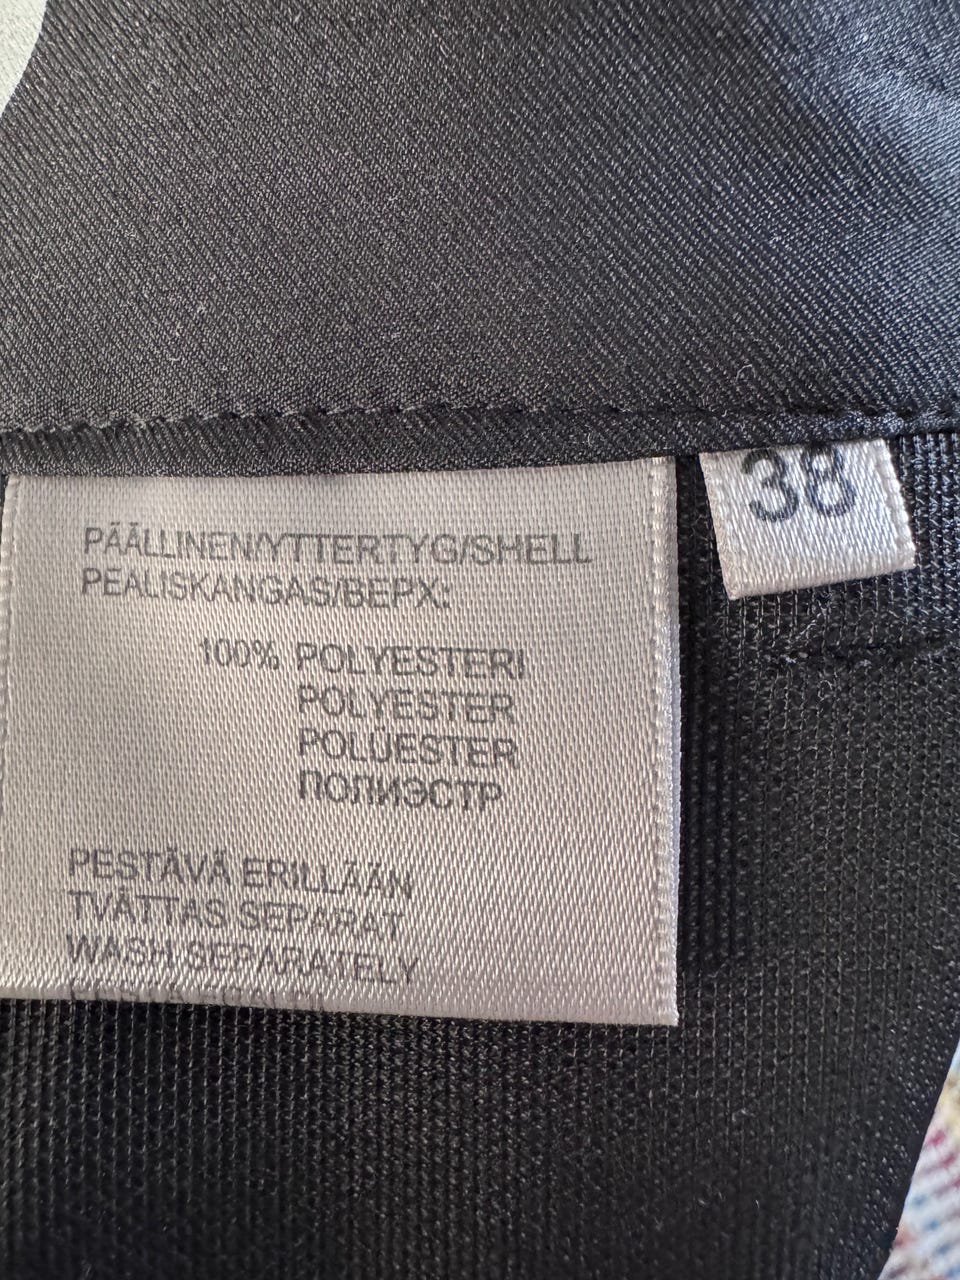 PÄÄLLINEN/YTTERTYG/SHELL
PEALISKANGAS/ВЕРХ:
100% POLYESTERI
POLYESTER
POLÜESTER
ПОЛИЭСТР
PESTÄVÄ ERILLÄÄN
TVÄTTAS SEPARAT
WASH SEPARATELY
38